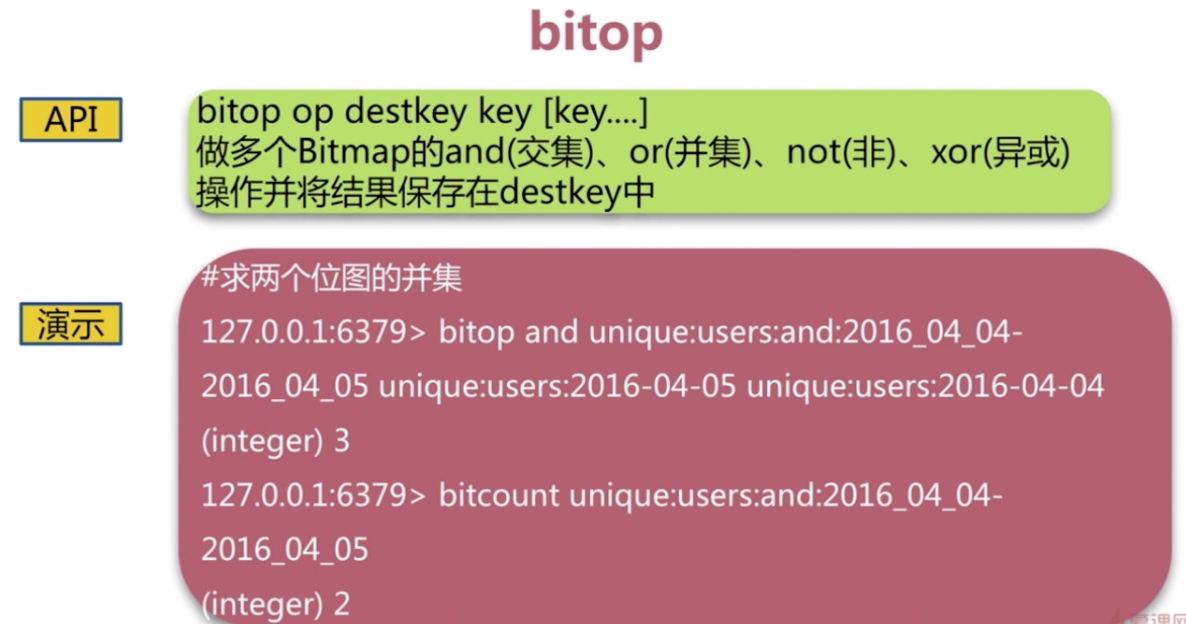 bitop
API
bitop op destkey key [key....]
做多个Bitmap的and(交集)、or(并集)、not(非)、xor(异或)
操作并将结果保存在destkey中
演示
#求两个位图的并集
127.0.0.1:6379> bitop and unique:users:and:2016_04_04-
2016_04_05 unique:users:2016-04-05 unique:users:2016-04-04
(integer) 3
127.0.0.1:6379> bitcount unique:users:and:2016_04_04-
2016_04_05
(integer) 2